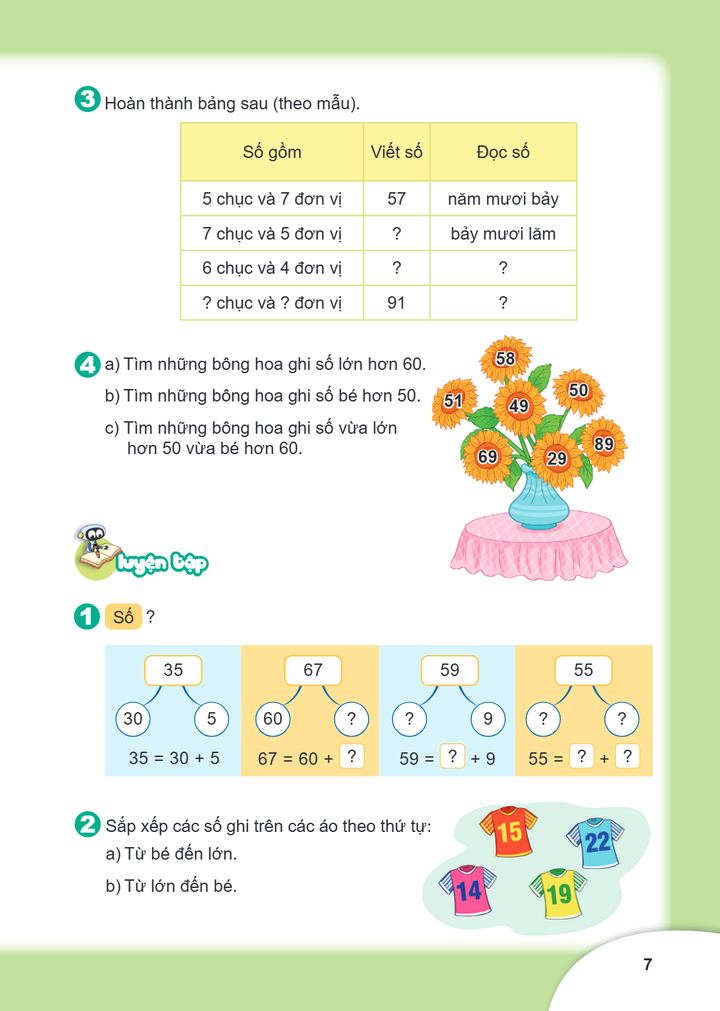 3 Hoàn thành bảng sau (theo mẫu).
Số gồm Viết số Đọc số
5 chục và 7 đơn vị 57 năm mươi bảy
7 chục và 5 đơn vị ? bảy mươi lăm
6 chục và 4 đơn vị ? ?
? chục và ? đơn vị 91 ?
4 a) Tìm những bông hoa ghi số lớn hơn 60.
b) Tìm những bông hoa ghi số bé hơn 50.
c) Tìm những bông hoa ghi số vừa lớn
hơn 50 vừa bé hơn 60.
58
51 49 50
69 29 89
Luyện tập
1 Số ?
35 67 59 55
30 5 60 ? ? 9 ? ?
35 = 30 + 5 67 = 60 + ? 59 = ? + 9 55 = ? + ?
2 Sắp xếp các số ghi trên các áo theo thứ tự:
a) Từ bé đến lớn.
b) Từ lớn đến bé.
15 22
14 19
7